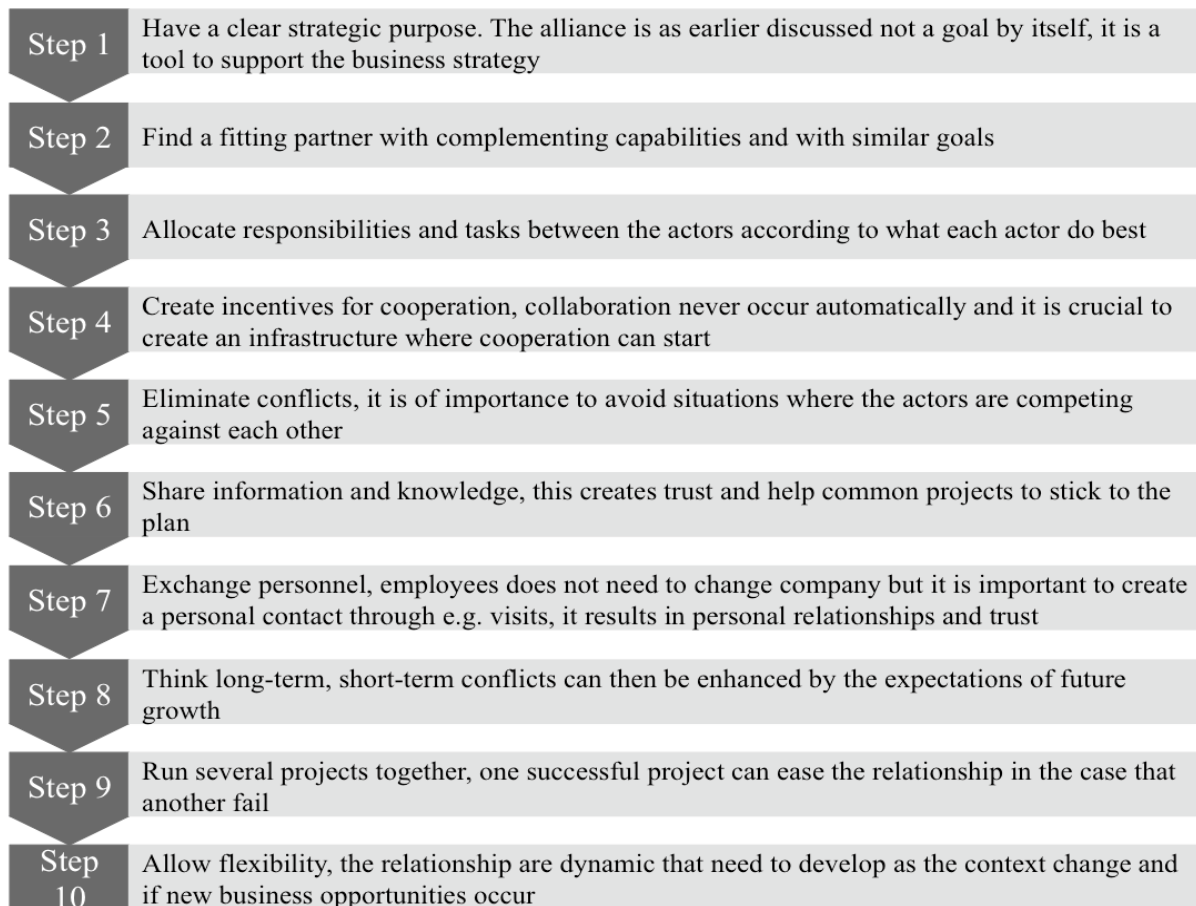 Step 1
Have a clear strategic purpose. The alliance is as earlier discussed not a goal by itself, it is a
tool to support the business strategy
Step 2
Find a fitting partner with complementing capabilities and with similar goals
Step 3
Allocate responsibilities and tasks between the actors according to what each actor do best
Step 4
Create incentives for cooperation, collaboration never occur automatically and it is crucial to
create an infrastructure where cooperation can start
Step 5
Eliminate conflicts, it is of importance to avoid situations where the actors are competing
against each other
Step 6
Share information and knowledge, this creates trust and help common projects to stick to the
plan
Step 7
Exchange personnel, employees does not need to change company but it is important to create
a personal contact through e.g. visits, it results in personal relationships and trust
Step 8
Think long-term, short-term conflicts can then be enhanced by the expectations of future
growth
Step 9
Run several projects together, one successful project can ease the relationship in the case that
another fail
Step
10
Allow flexibility, the relationship are dynamic that need to develop as the context change and
if new business opportunities occur